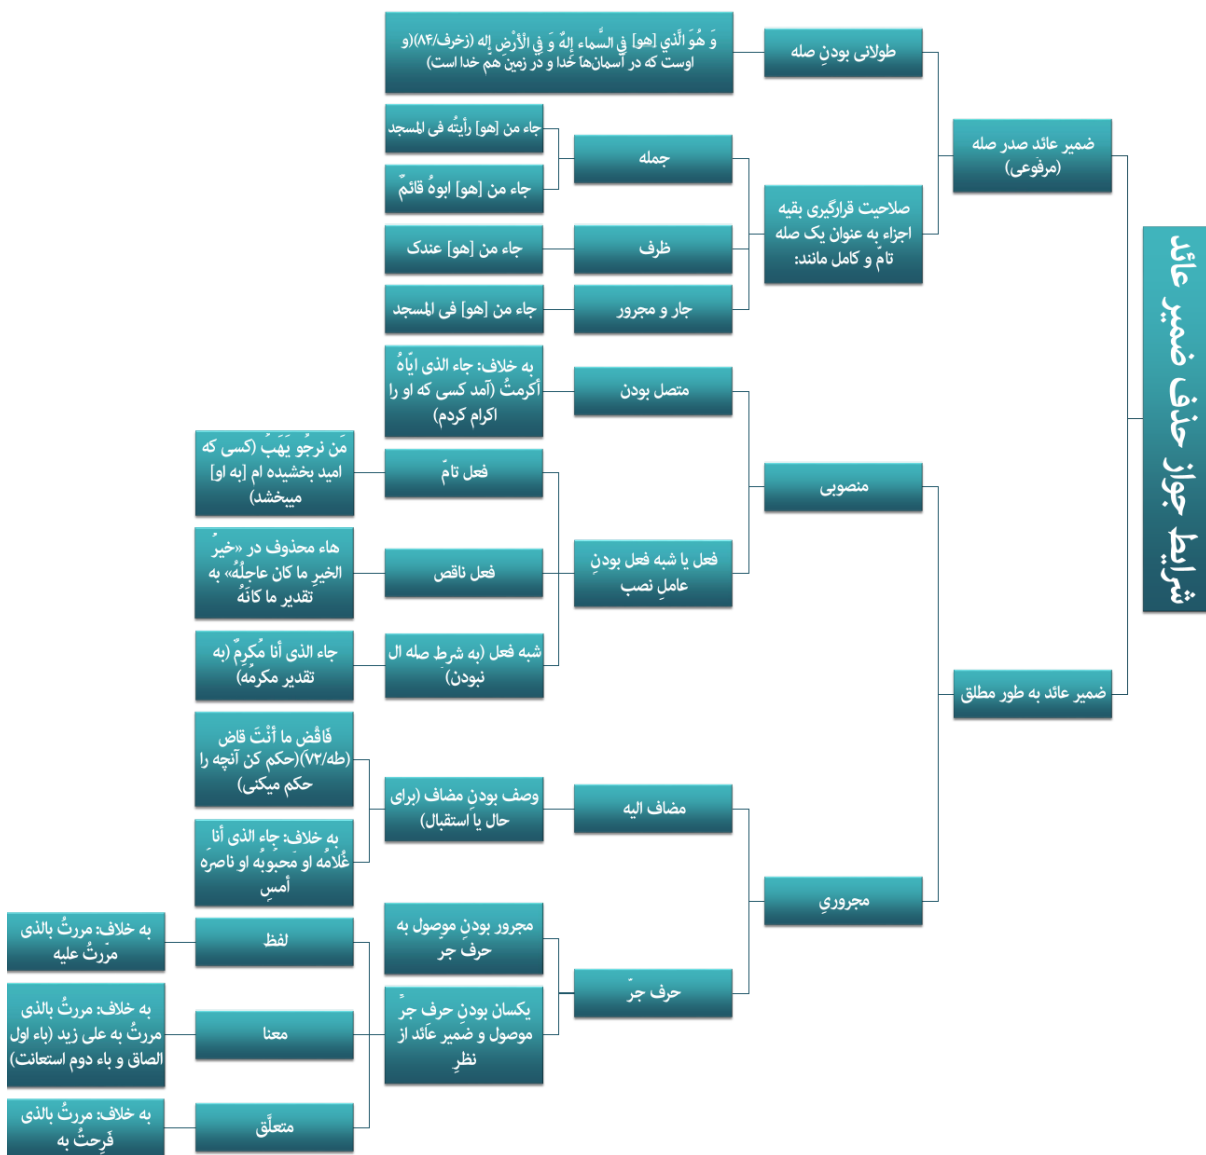 شرایط جواز حذف ضمیر عائد
ضمیر عائد صدر صله
(مرفوعی)
طولانی بودنِ صله
وَ هُوَ الَّذي [هو] فِي السَّماءِ إِلهٌ وَ فِي الْأَرْضِ إِله (زخرف/۸۴)(و
اوست که در آسمان‌ها خدا و در زمین هم خدا است)
صلاحیت قرارگیری بقیه
اجزاء به عنوان یک صله
تامّ و کامل مانند:
جمله
جاء من [هو] رأیتُه فی المسجد
جاء من [هو] ابوهُ قائمٌ
ظرف
جاء من [هو] عندک
جار و مجرور
جاء من [هو] فی المسجد
ضمیر عائد به طور مطلق
منصوبی
متصل بودن
به خلاف: جاء الذی ایّاهُ
أکرمتُ (آمد کسی که او را
اکرام کردم)
فعل یا شبه فعل بودنِ
عاملِ نصب
فعل تامّ
مَن نرجُو یَهَبُ (کسی که
امید بخشیده ام [به او]
میبخشد)
فعل ناقص
هاء محذوف در «خیرُ
الخیرِ ما کان عاجلُهُ» به
تقدیر ما کانَهُ
شبه فعل (به شرط صله ال
نبودن)
جاء الذی أنا مُکرِمٌ (به
تقدیر مکرمُه)
مجروریِ
مضاف الیه
وصف بودنِ مضاف (برای
حال یا استقبال)
فَاقْضِ ما أَنْتَ قاضٍ
(طه/۷۲)(حکم کن آنچه را
حکم میکنی)
به خلاف: جاء الذی أنا
غُلامُه او مَحبُوبُه او ناصرُه
أمسِ
حرف جرّ
مجرور بودنِ موصول به
حرف جرّ
یکسان بودنِ حرفِ جرّ
موصول و ضمیر عائد از
نظرِ
لفظ
به خلاف: مررتُ بالذی
مرّرتُ علیه
معنا
به خلاف: مررتُ بالذی
مررتُ به علی زید (باء اول
الصاق و باء دوم استعانت)
متعلَّق
به خلاف: مررتُ بالذی
فَرِحتُ به